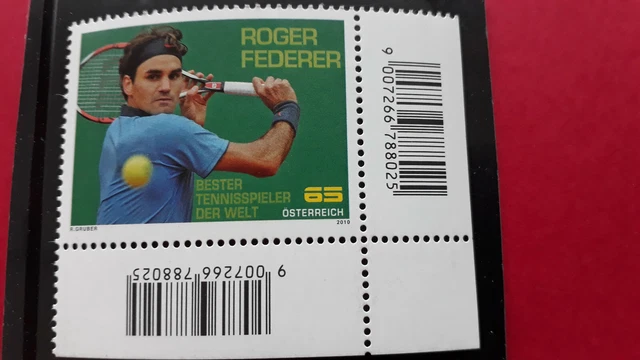 ROGER
FEDERER
BESTER
TENNISSPIELER
DER WELT
65
ÖSTERREICH
2010
R.GRUBER
9 007266 788025
9 007266 788025